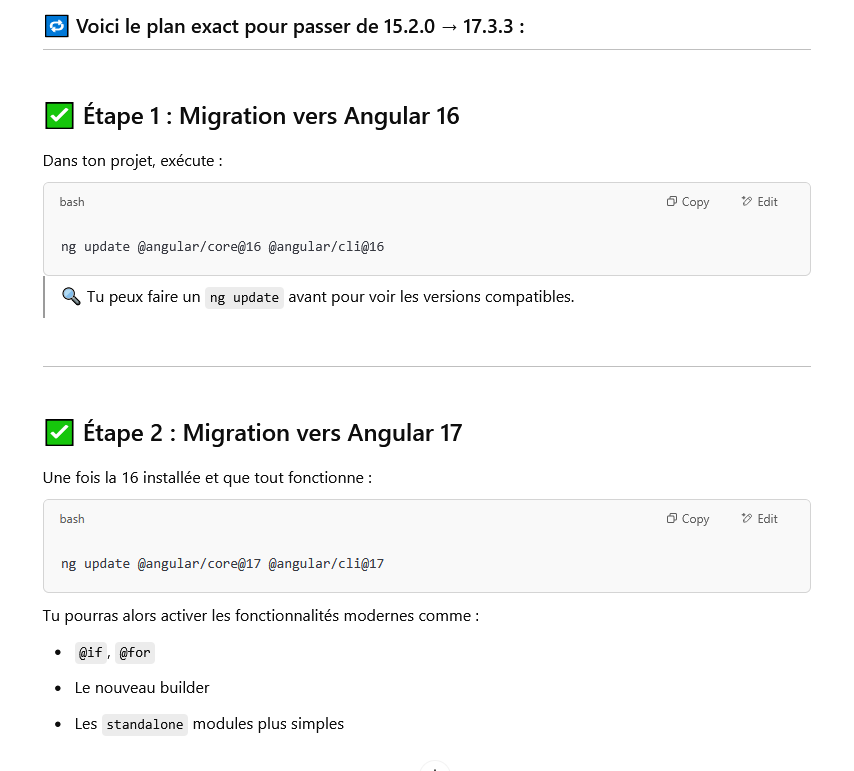 🔁 Voici le plan exact pour passer de 15.2.0 → 17.3.3 :
✅ Étape 1 : Migration vers Angular 16
Dans ton projet, exécute :
bash Copy Edit
ng update @angular/core@16 @angular/cli@16
🔍 Tu peux faire un ng update avant pour voir les versions compatibles.
✅ Étape 2 : Migration vers Angular 17
Une fois la 16 installée et que tout fonctionne :
bash Copy Edit
ng update @angular/core@17 @angular/cli@17
Tu pourras alors activer les fonctionnalités modernes comme :
• @if, @for
• Le nouveau builder
• Les standalone modules plus simples